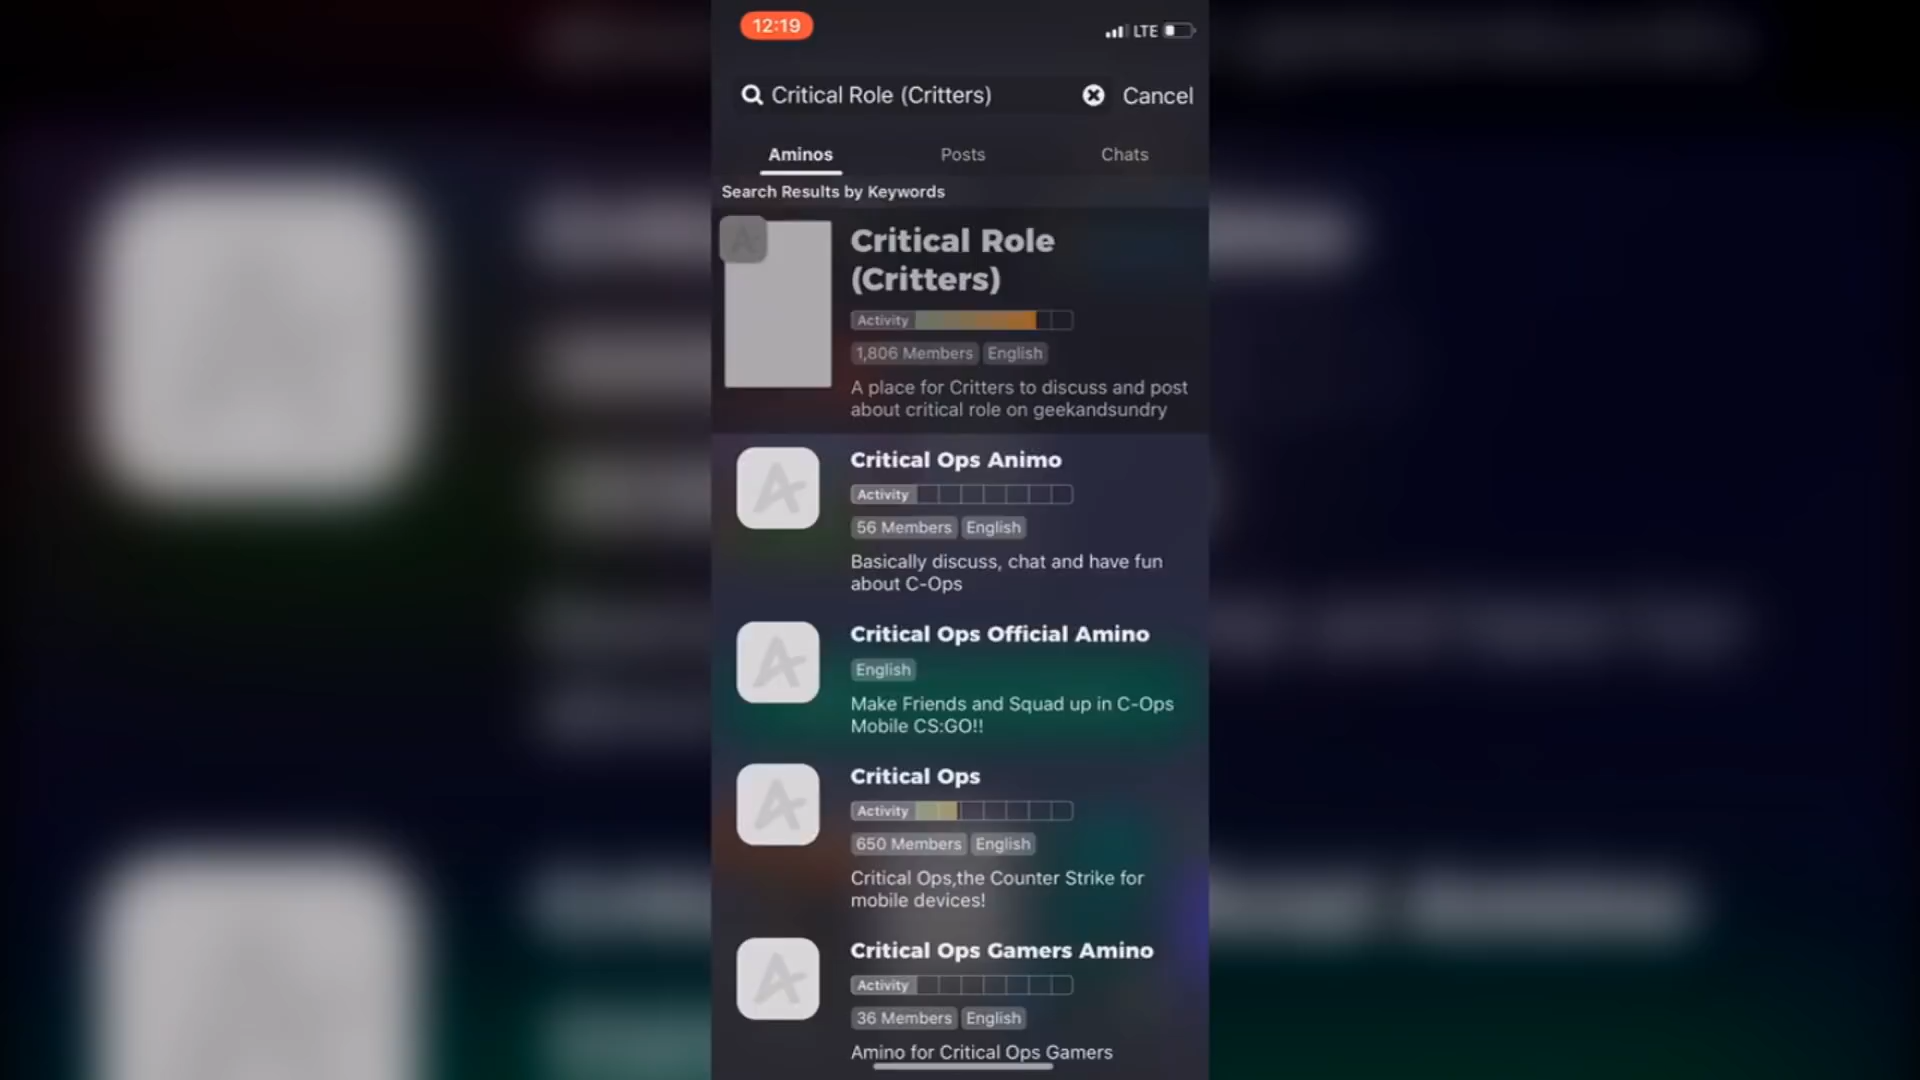 12:19
LTE
Critical Role (Critters)
Cancel
Aminos
Posts
Chats
Search Results by Keywords
Critical Role
(Critters)
Activity
1,806 Members
English
A place for Critters to discuss and post
about critical role on geekandsundry
Critical Ops Animo
Activity
56 Members
English
Basically discuss, chat and have fun
about C-Ops
Critical Ops Official Amino
English
Make Friends and Squad up in C-Ops
Mobile CS:GO!!
Critical Ops
Activity
650 Members
English
Critical Ops,the Counter Strike for
mobile devices!
Critical Ops Gamers Amino
Activity
36 Members
English
Amino for Critical Ops Gamers